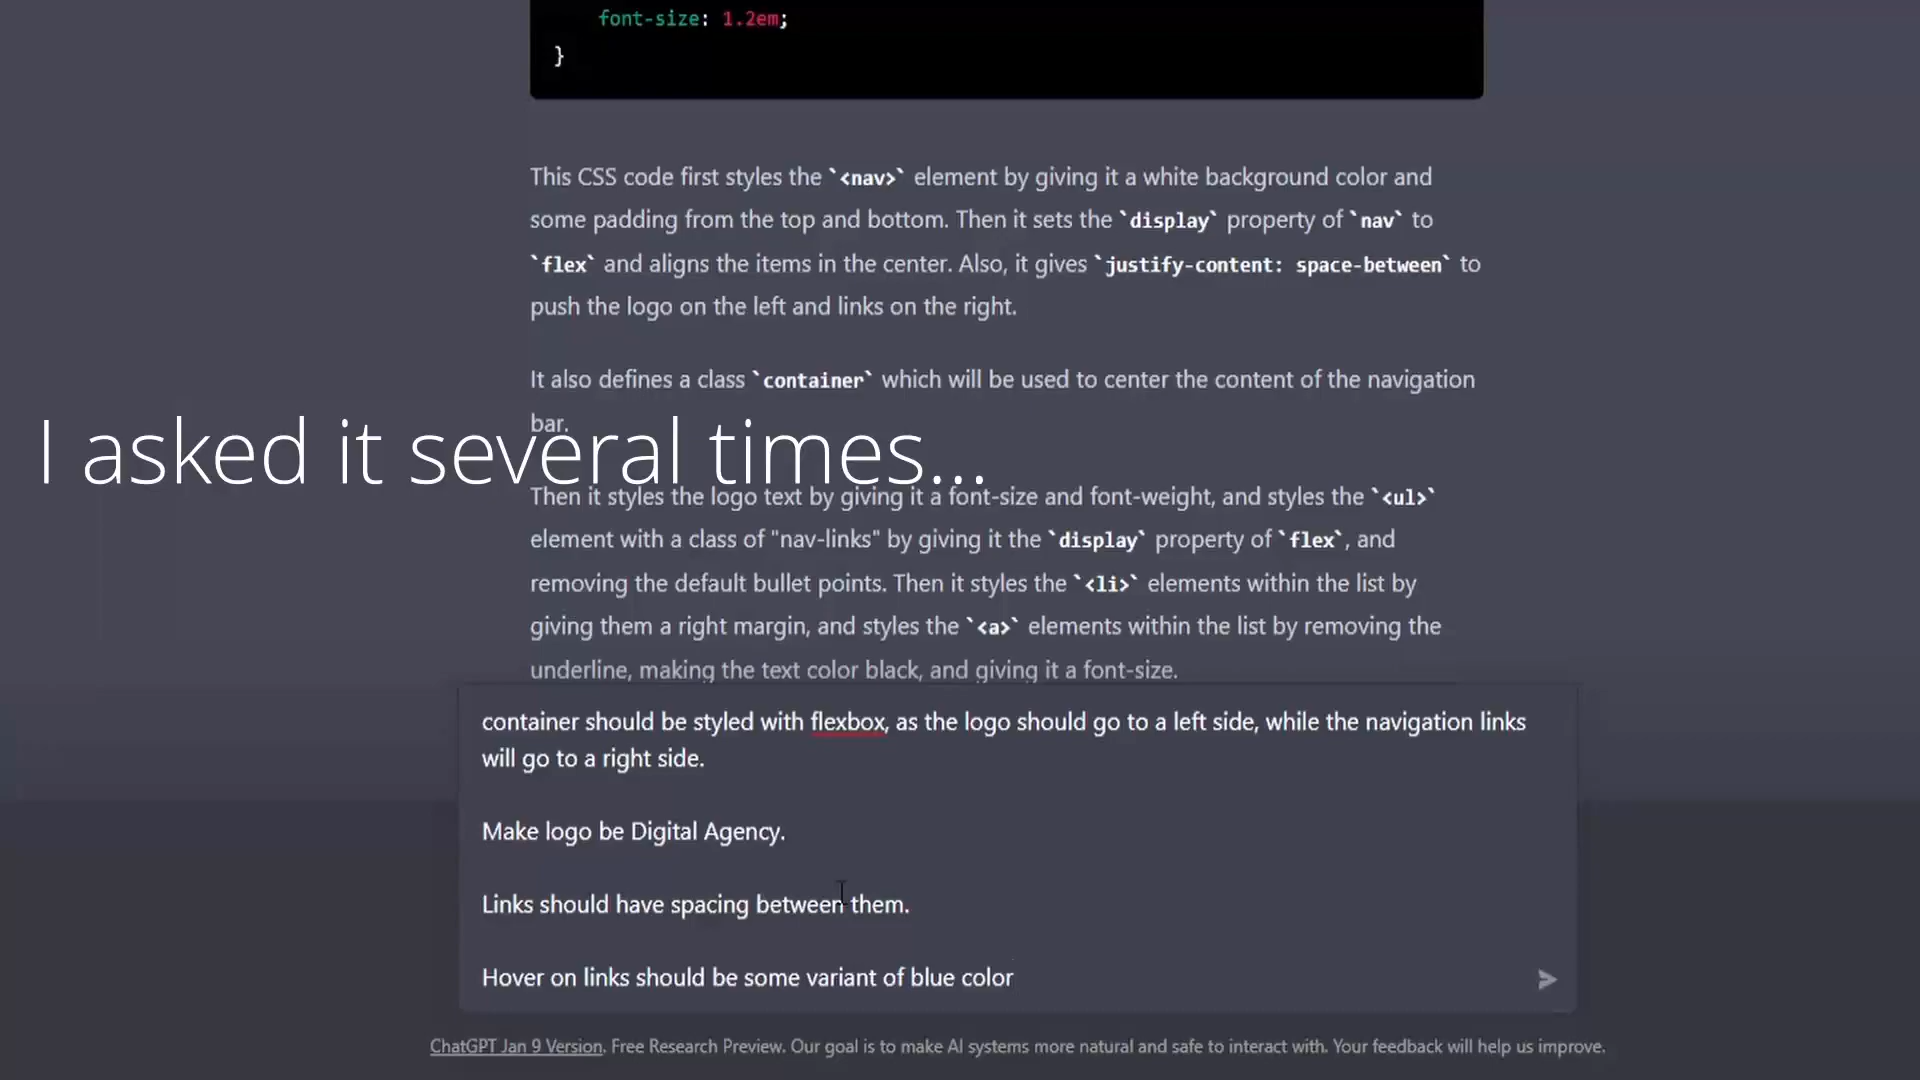 font-size: 1.2em;
}
This CSS code first styles the `<nav>` element by giving it a white background color and
some padding from the top and bottom. Then it sets the `display` property of `nav` to
`flex` and aligns the items in the center. Also, it gives `justify-content: space-between` to
push the logo on the left and links on the right.
It also defines a class `container` which will be used to center the content of the navigation
bar.
I asked it several times...
Then it styles the logo text by giving it a font-size and font-weight, and styles the `<ul>`
element with a class of "nav-links" by giving it the `display` property of `flex`, and
removing the default bullet points. Then it styles the `<li>` elements within the list by
giving them a right margin, and styles the `<a>` elements within the list by removing the
underline, making the text color black, and giving it a font-size.
container should be styled with flexbox, as the logo should go to a left side, while the navigation links
will go to a right side.
Make logo be Digital Agency.
Links should have spacing between them.
Hover on links should be some variant of blue color
ChatGPT Jan 9 Version. Free Research Preview. Our goal is to make AI systems more natural and safe to interact with. Your feedback will help us improve.